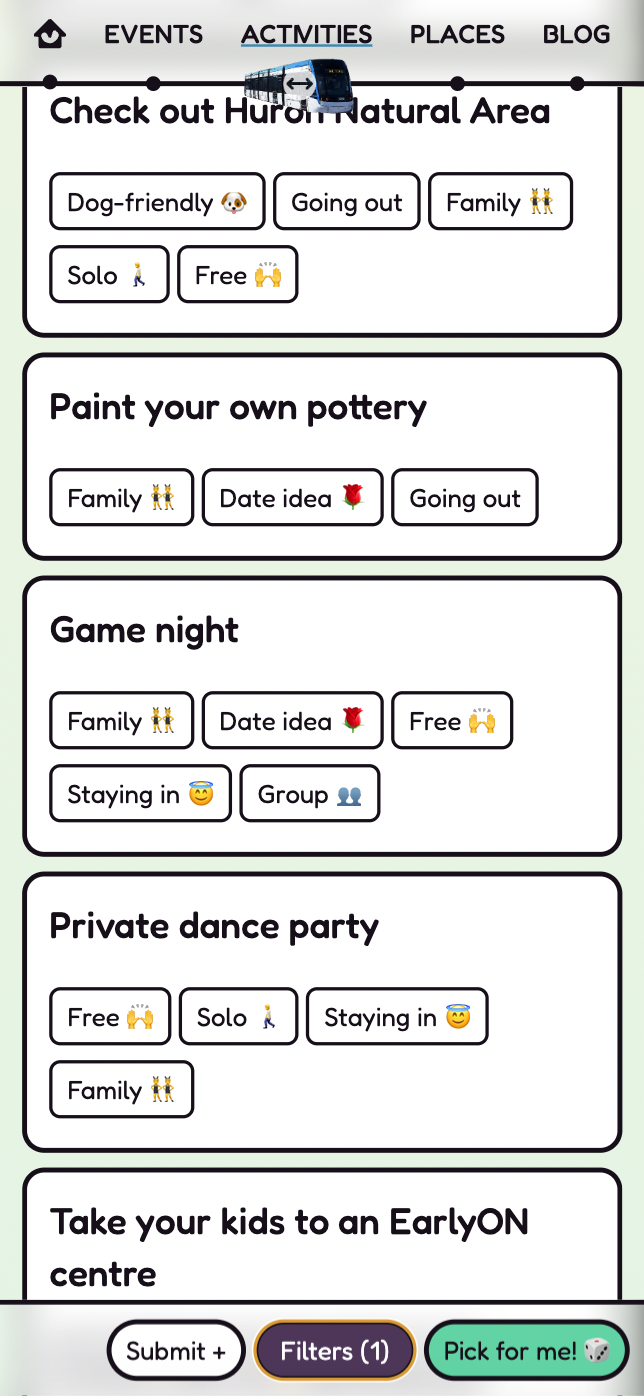 EVENTS ACTIVITIES PLACES BLOG
Check out Huron Natural Area
Dog-friendly 🐶 Going out Family 👯
Solo 🚶 Free 🙌
Paint your own pottery
Family 👯 Date idea 🌹 Going out
Game night
Family 👯 Date idea 🌹 Free 🙌
Staying in 😇 Group 👥
Private dance party
Free 🙌 Solo 🚶 Staying in 😇
Family 👯
Take your kids to an EarlyON
centre
Submit + Filters (1) Pick for me! 🎲